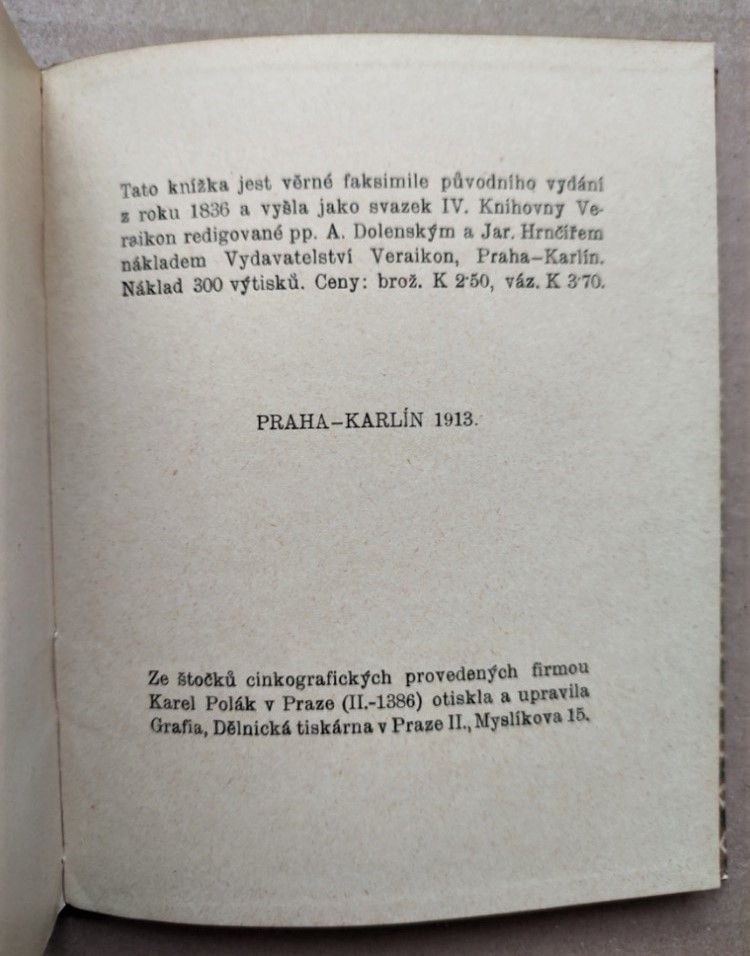 Tato knížka jest věrné faksimile původního vydání
z roku 1836 a vyšla jako svazek IV. Knihovny Ve-
raikon redigované pp. A. Dolenským a Jar. Hrnčířem
nákladem Vydavatelství Veraikon, Praha-Karlín.
Náklad 300 výtisků. Ceny: brož. K 2·50, váz. K 3·70.
PRAHA-KARLÍN 1913.
Ze štočků cinkografických provedených firmou
Karel Polák v Praze (II.-1386) otiskla a upravila
Grafia, Dělnická tiskárna v Praze II., Myslíkova 15.